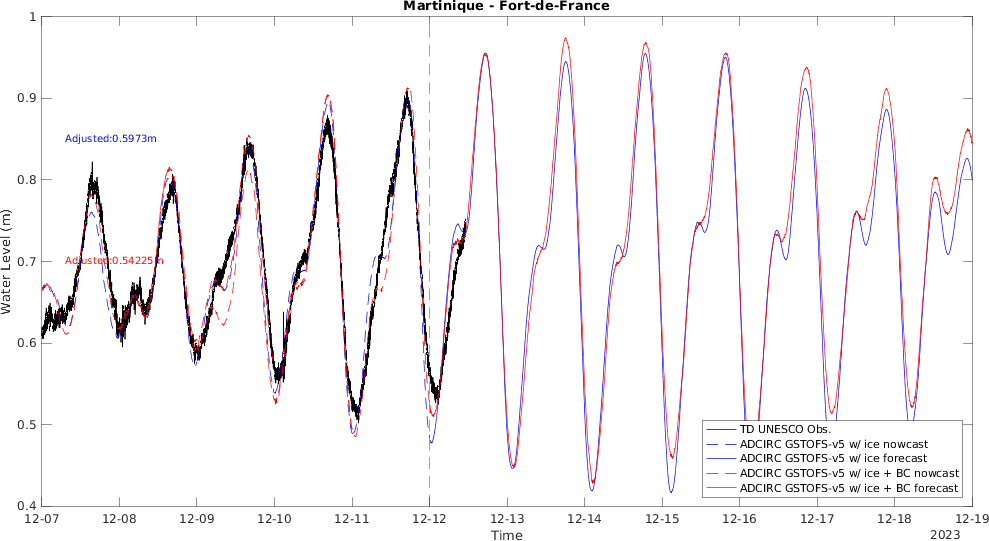 Martinique - Fort-de-France
1
0.9
0.8
0.7
0.6
0.5
0.4
Water Level (m)
Adjusted:0.5973m
Adjusted:0.54225m
TD UNESCO Obs.
ADCIRC GSTOFS-v5 w/ ice nowcast
ADCIRC GSTOFS-v5 w/ ice forecast
ADCIRC GSTOFS-v5 w/ ice + BC nowcast
ADCIRC GSTOFS-v5 w/ ice + BC forecast
12-07 12-08 12-09 12-10 12-11 12-12 12-13 12-14 12-15 12-16 12-17 12-18 12-19
Time
2023